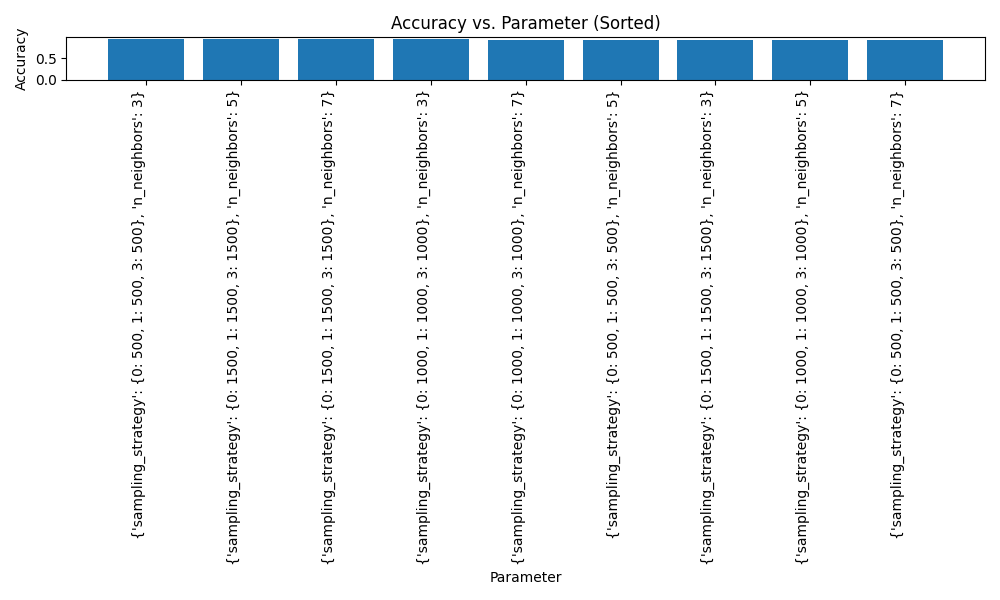 Accuracy vs. Parameter (Sorted)
Accuracy
0.5
0.0
{'sampling_strategy': {0: 500, 1: 500, 3: 500}, 'n_neighbors': 3}
{'sampling_strategy': {0: 1500, 1: 1500, 3: 1500}, 'n_neighbors': 5}
{'sampling_strategy': {0: 1500, 1: 1500, 3: 1500}, 'n_neighbors': 7}
{'sampling_strategy': {0: 1000, 1: 1000, 3: 1000}, 'n_neighbors': 3}
{'sampling_strategy': {0: 1000, 1: 1000, 3: 1000}, 'n_neighbors': 7}
{'sampling_strategy': {0: 500, 1: 500, 3: 500}, 'n_neighbors': 5}
{'sampling_strategy': {0: 1500, 1: 1500, 3: 1500}, 'n_neighbors': 3}
{'sampling_strategy': {0: 1000, 1: 1000, 3: 1000}, 'n_neighbors': 5}
{'sampling_strategy': {0: 500, 1: 500, 3: 500}, 'n_neighbors': 7}
Parameter